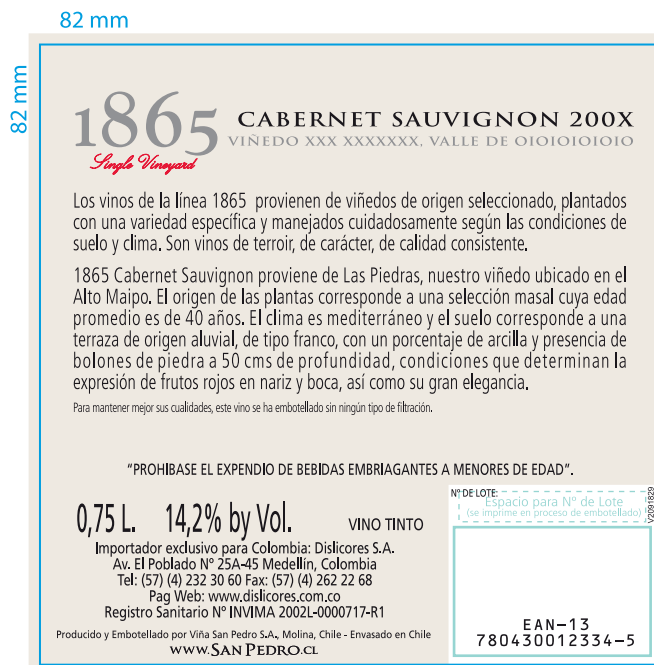 82 mm
82 mm
1865
Single Vineyard
CABERNET SAUVIGNON 200X
VIÑEDO XXX XXXXXXX, VALLE DE OIOIOIOIOIO
Los vinos de la línea 1865 provienen de viñedos de origen seleccionado, plantados
con una variedad específica y manejados cuidadosamente según las condiciones de
suelo y clima. Son vinos de terroir, de carácter, de calidad consistente.
1865 Cabernet Sauvignon proviene de Las Piedras, nuestro viñedo ubicado en el
Alto Maipo. El origen de las plantas corresponde a una selección masal cuya edad
promedio es de 40 años. El clima es mediterráneo y el suelo corresponde a una
terraza de origen aluvial, de tipo franco, con un porcentaje de arcilla y presencia de
bolones de piedra a 50 cms de profundidad, condiciones que determinan la
expresión de frutos rojos en nariz y boca, así como su gran elegancia.
Para mantener mejor sus cualidades, este vino se ha embotellado sin ningún tipo de filtración.
“PROHIBASE EL EXPENDIO DE BEBIDAS EMBRIAGANTES A MENORES DE EDAD”.
0,75 L. 14,2% by Vol. VINO TINTO
Importador exclusivo para Colombia: Dislicores S.A.
Av. El Poblado N° 25A-45 Medellín, Colombia
Tel: (57) (4) 232 30 60 Fax: (57) (4) 262 22 68
Pag Web: www.dislicores.com.co
Registro Sanitario N° INVIMA 2002L-0000717-R1
Producido y Embotellado por Viña San Pedro S.A., Molina, Chile - Envasado en Chile
WWW.SAN PEDRO.CL
N° DE LOTE:
Espacio para N° de Lote
(se imprime en proceso de embotellado)
V2091829
EAN-13
780430012334-5